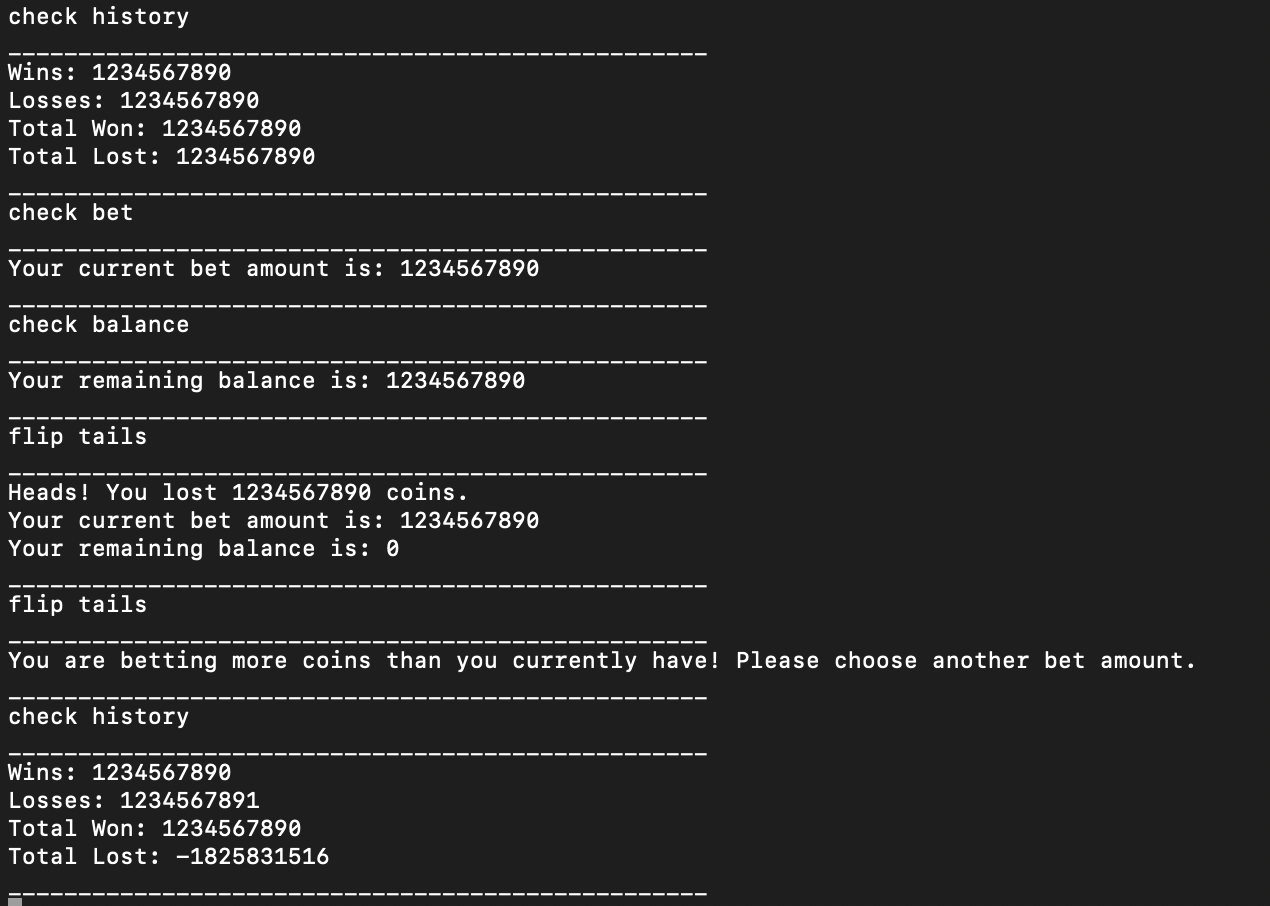 check history
__________________________________________________
Wins: 1234567890
Losses: 1234567890
Total Won: 1234567890
Total Lost: 1234567890
__________________________________________________
check bet
__________________________________________________
Your current bet amount is: 1234567890
__________________________________________________
check balance
__________________________________________________
Your remaining balance is: 1234567890
__________________________________________________
flip tails
__________________________________________________
Heads! You lost 1234567890 coins.
Your current bet amount is: 1234567890
Your remaining balance is: 0
__________________________________________________
flip tails
__________________________________________________
You are betting more coins than you currently have! Please choose another bet amount.
__________________________________________________
check history
__________________________________________________
Wins: 1234567890
Losses: 1234567891
Total Won: 1234567890
Total Lost: -1825831516
__________________________________________________